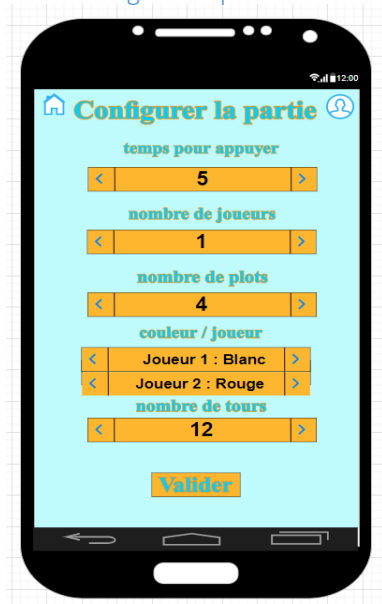 12:00
Configurer la partie
temps pour appuyer
< 5 >
nombre de joueurs
< 1 >
nombre de plots
< 4 >
couleur / joueur
< Joueur 1 : Blanc >
< Joueur 2 : Rouge >
nombre de tours
< 12 >
Valider